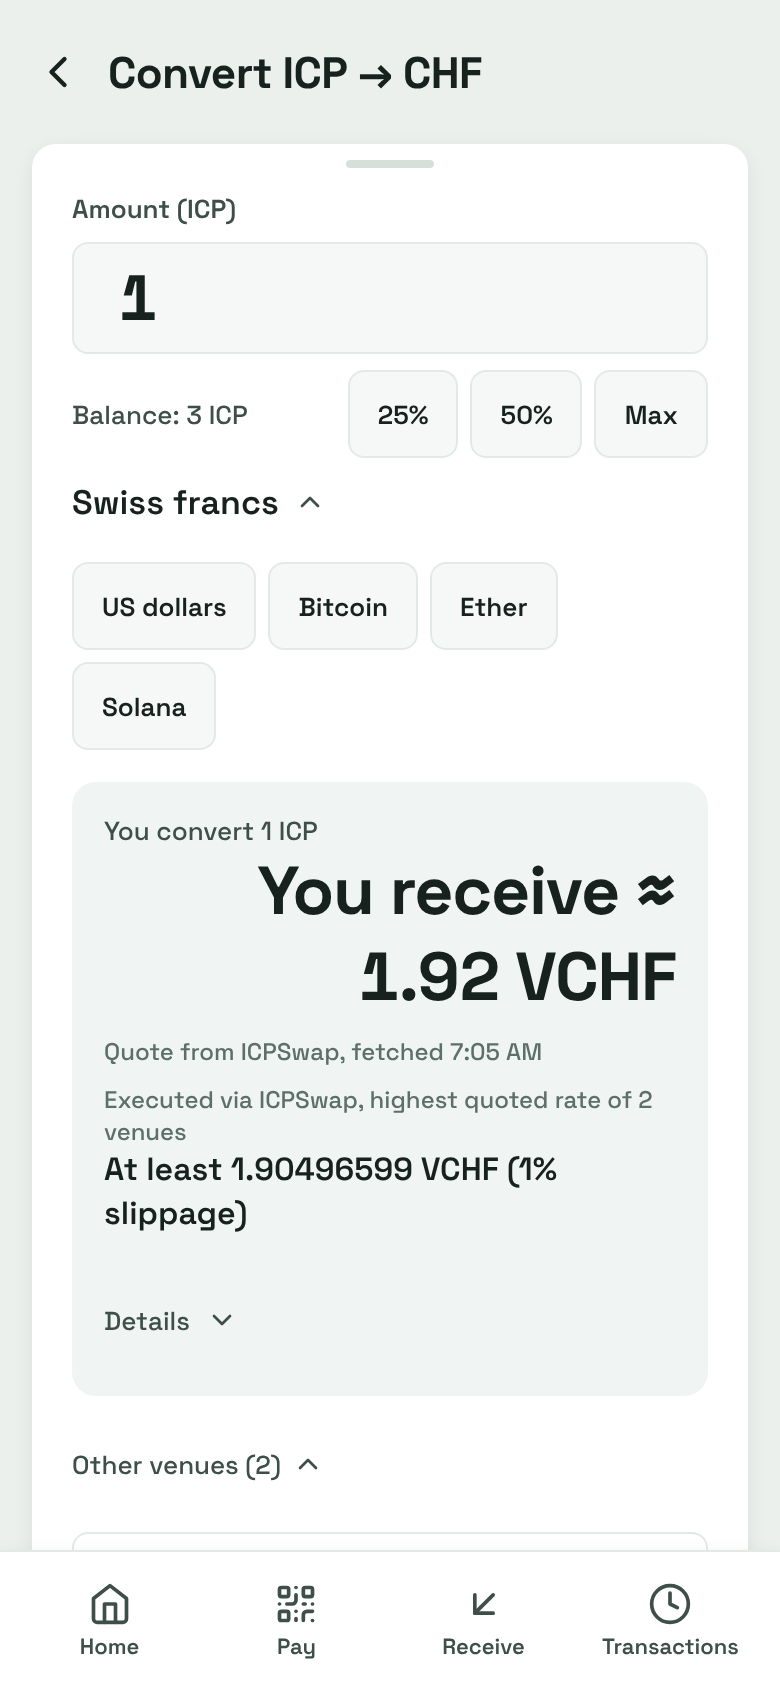 Convert ICP → CHF
Amount (ICP)
1
Balance: 3 ICP
25%
50%
Max
Swiss francs
US dollars
Bitcoin
Ether
Solana
You convert 1 ICP
You receive ≈
1.92 VCHF
Quote from ICPSwap, fetched 7:05 AM
Executed via ICPSwap, highest quoted rate of 2
venues
At least 1.90496599 VCHF (1%
slippage)
Details
Other venues (2)
Home
Pay
Receive
Transactions